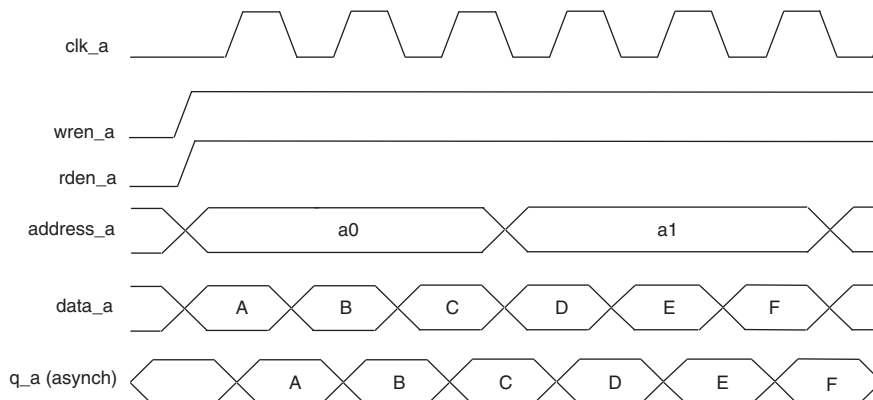 clk_a
wren_a
rden_a
address_a a0 a1
data_a A B C D E F
q_a (asynch) A B C D E F